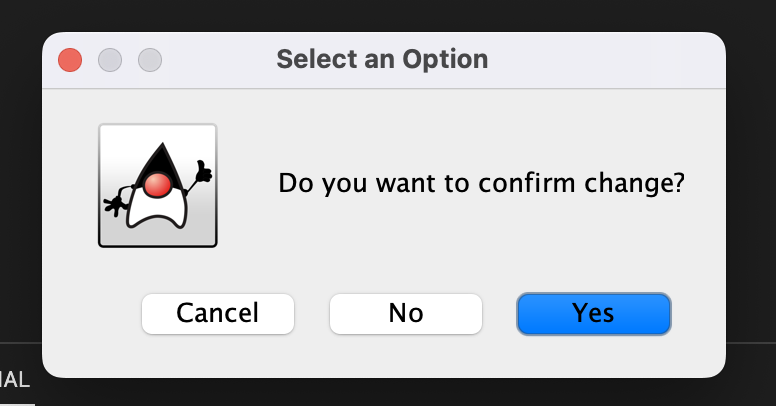 Select an Option
Do you want to confirm change?
Cancel
No
Yes